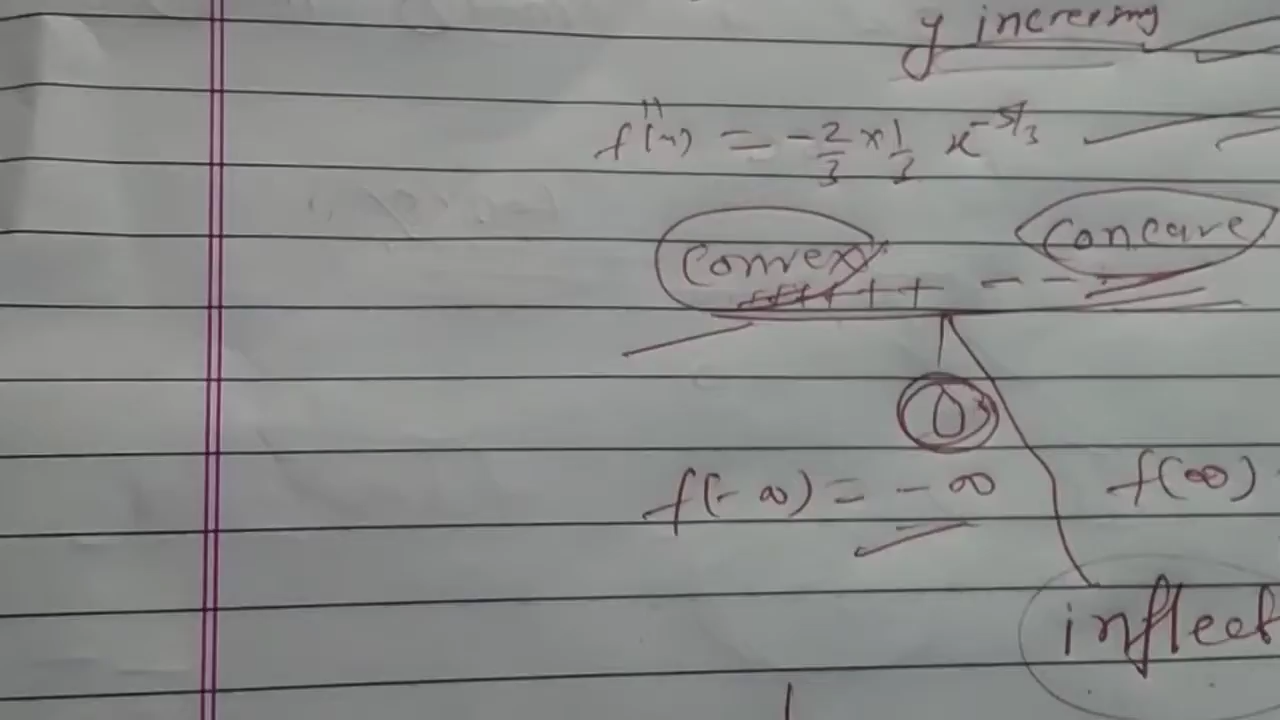 y increasing
f''(x) = -2/3 × 1/3 x^-5/3
Convex Concave
+++++++ - - -
0
f(-∞) = -∞ f(∞)
inflect